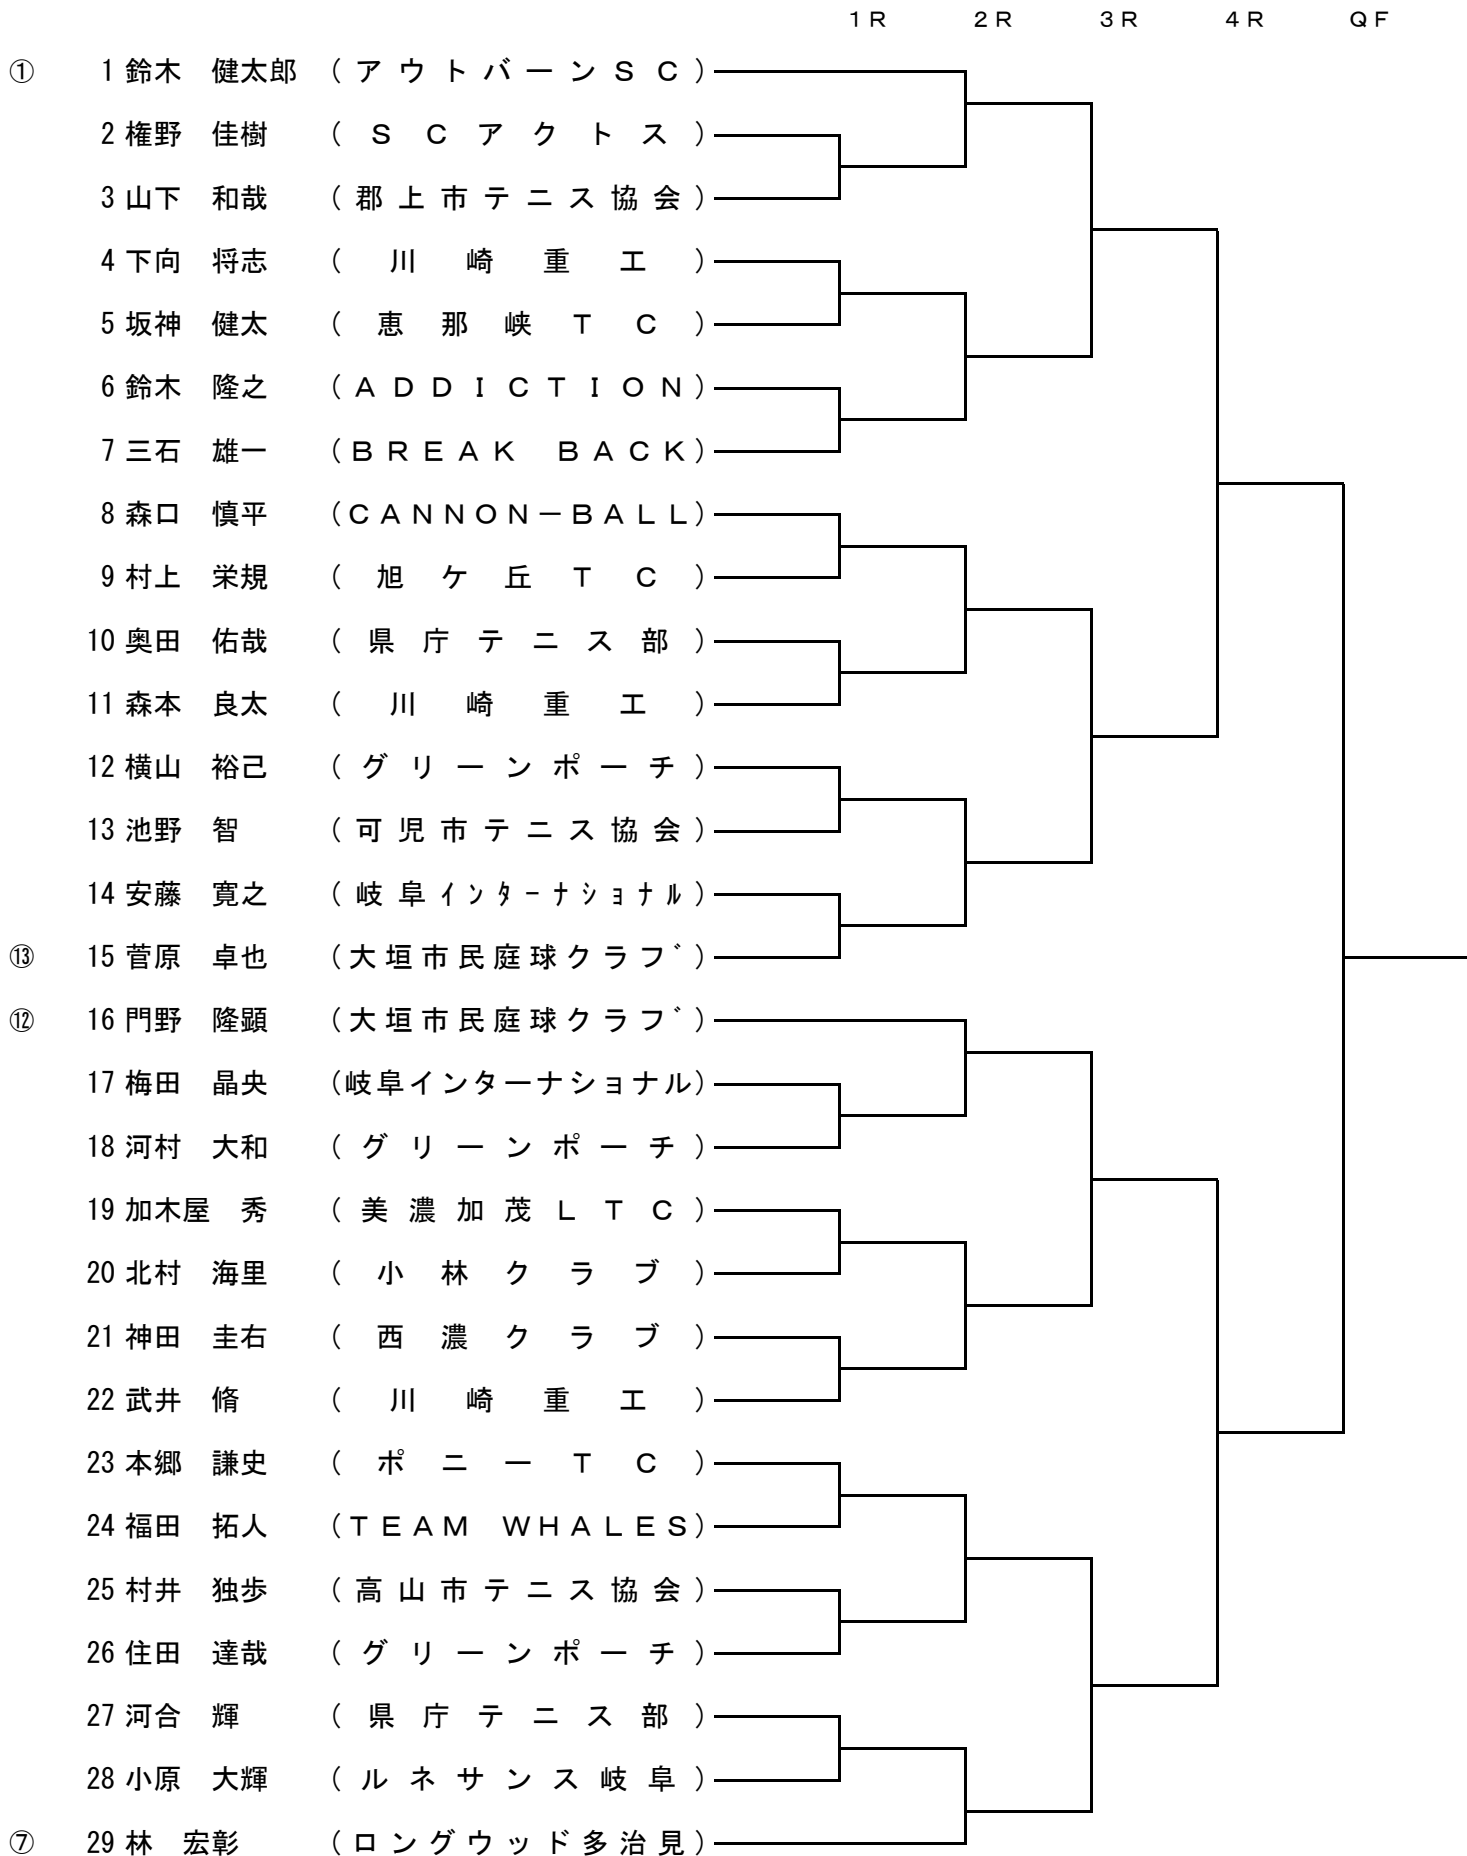 １Ｒ ２Ｒ ３Ｒ ４Ｒ ＱＦ
① 1 鈴木　健太郎 (アウトバーンＳＣ)
2 権野　佳樹 (ＳＣアクトス)
3 山下　和哉 (郡上市テニス協会)
4 下向　将志 (川崎重工)
5 坂神　健太 (恵那峡ＴＣ)
6 鈴木　隆之 (ＡＤＤＩＣＴＩＯＮ)
7 三石　雄一 (ＢＲＥＡＫ　ＢＡＣＫ)
8 森口　慎平 (ＣＡＮＮＯＮ－ＢＡＬＬ)
9 村上　栄規 (旭ケ丘ＴＣ)
10 奥田　佑哉 (県庁テニス部)
11 森本　良太 (川崎重工)
12 横山　裕己 (グリーンポーチ)
13 池野　智 (可児市テニス協会)
14 安藤　寛之 (岐阜ｲﾝﾀｰﾅｼｮﾅﾙ)
⑬ 15 菅原　卓也 (大垣市民庭球クラフﾞ)
⑫ 16 門野　隆顕 (大垣市民庭球クラフﾞ)
17 梅田　晶央 (岐阜インターナショナル)
18 河村　大和 (グリーンポーチ)
19 加木屋　秀 (美濃加茂ＬＴＣ)
20 北村　海里 (小林クラブ)
21 神田　圭右 (西濃クラブ)
22 武井　脩 (川崎重工)
23 本郷　謙史 (ポニーＴＣ)
24 福田　拓人 (ＴＥＡＭ　ＷＨＡＬＥＳ)
25 村井　独歩 (高山市テニス協会)
26 住田　達哉 (グリーンポーチ)
27 河合　輝 (県庁テニス部)
28 小原　大輝 (ルネサンス岐阜)
⑦ 29 林　宏彰 (ロングウッド多治見)